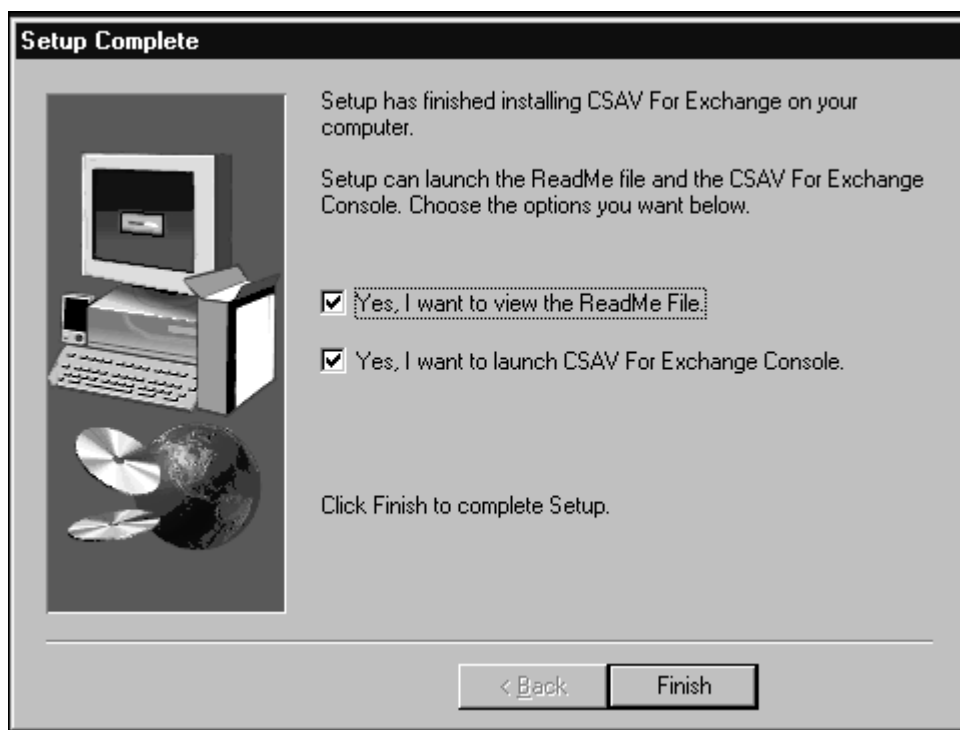 Setup Complete
Setup has finished installing CSAV For Exchange on your
computer.
Setup can launch the ReadMe file and the CSAV For Exchange
Console. Choose the options you want below.
Yes, I want to view the ReadMe File.
Yes, I want to launch CSAV For Exchange Console.
Click Finish to complete Setup.
< Back
Finish